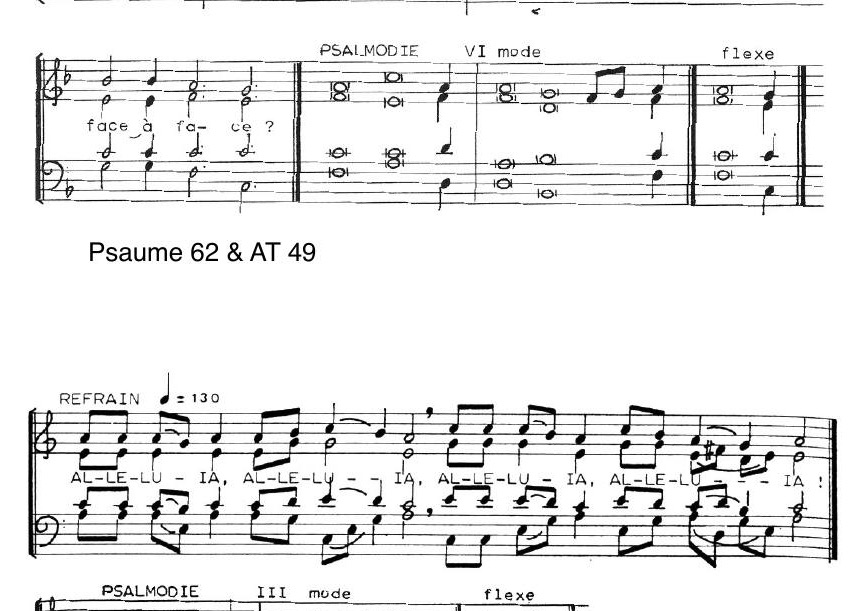 PSALMODIE VI mode flexe
face à fa- ce ?
Psaume 62 & AT 49
REFRAIN = 130
AL-LE-LU - IA, AL-LE-LU - - IA, AL-LE-LU - IA, AL-LE-LU - - - IA !
PSALMODIE III mode flexe